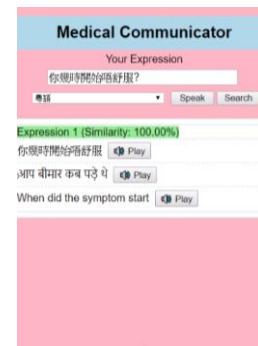 Medical Communicator
Your Expression
你幾時開始唔舒服?
粵語 Speak Search
Expression 1 (Similarity: 100.00%)
你幾時開始唔舒服 Play
आप बीमार कब पड़े थे Play
When did the symptom start Play